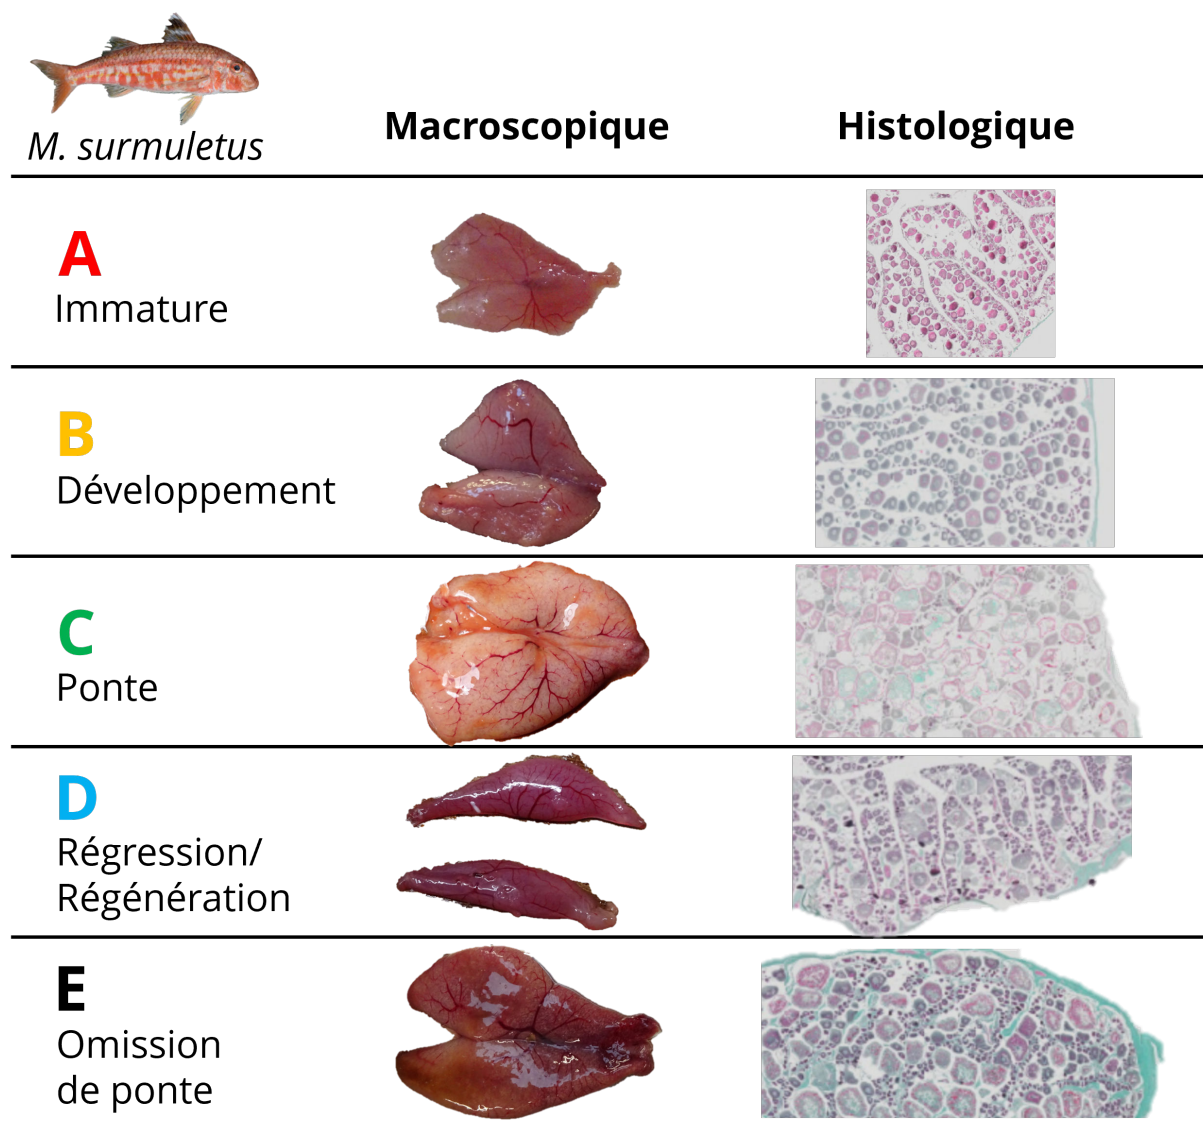 M. surmuletus
Macroscopique
Histologique
A
Immature
B
Développement
C
Ponte
D
Régression/
Régénération
E
Omission
de ponte